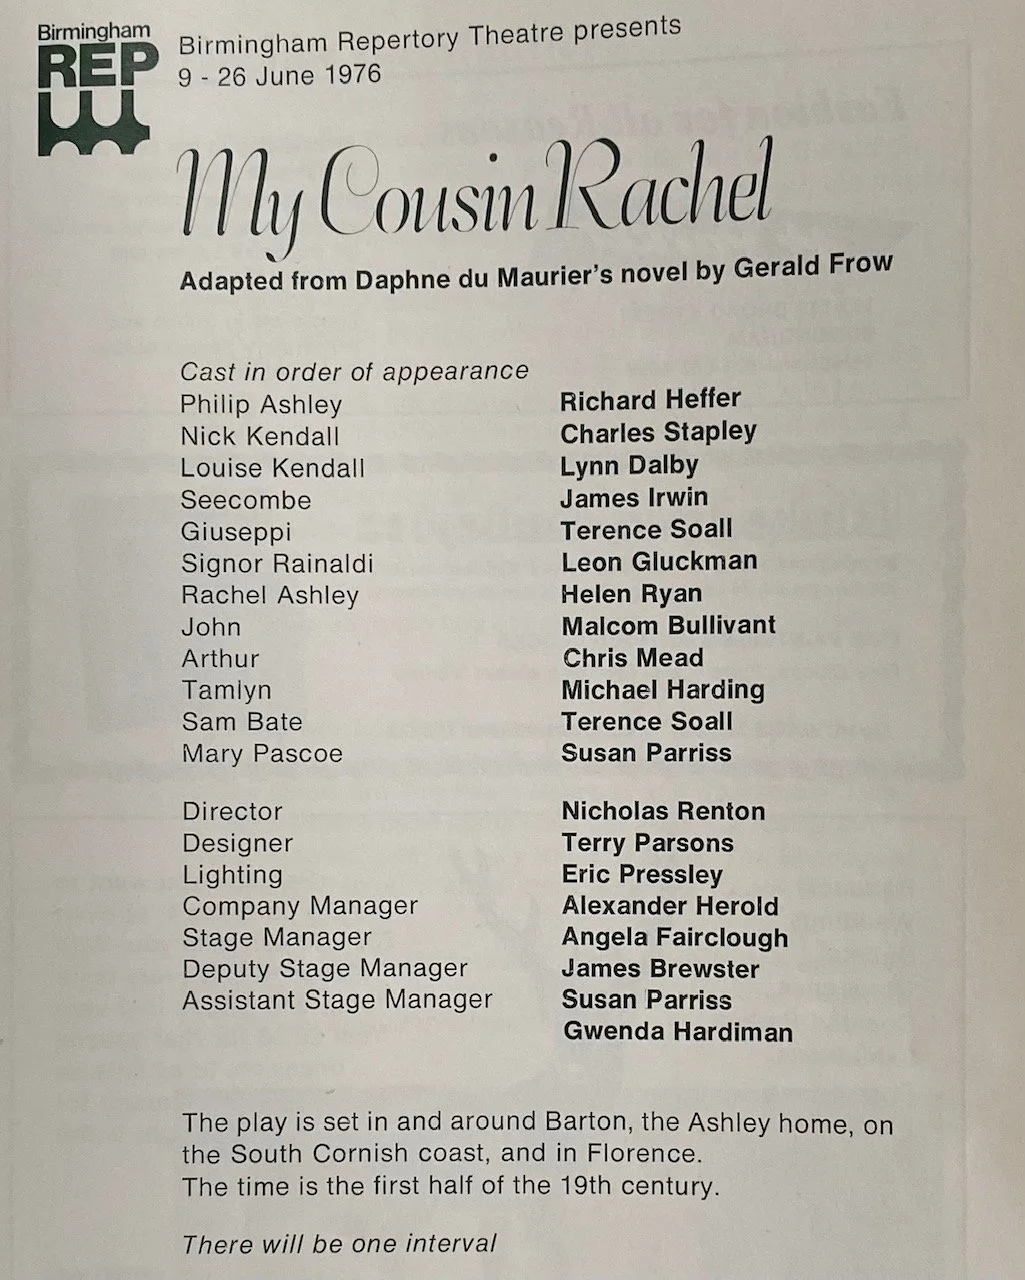 Birmingham
REP
Birmingham Repertory Theatre presents
9 - 26 June 1976
My Cousin Rachel
Adapted from Daphne du Maurier's novel by Gerald Frow
Cast in order of appearance
Philip Ashley Richard Heffer
Nick Kendall Charles Stapley
Louise Kendall Lynn Dalby
Seecombe James Irwin
Giuseppi Terence Soall
Signor Rainaldi Leon Gluckman
Rachel Ashley Helen Ryan
John Malcom Bullivant
Arthur Chris Mead
Tamlyn Michael Harding
Sam Bate Terence Soall
Mary Pascoe Susan Parriss
Director Nicholas Renton
Designer Terry Parsons
Lighting Eric Pressley
Company Manager Alexander Herold
Stage Manager Angela Fairclough
Deputy Stage Manager James Brewster
Assistant Stage Manager Susan Parriss
Gwenda Hardiman
The play is set in and around Barton, the Ashley home, on
the South Cornish coast, and in Florence.
The time is the first half of the 19th century.
There will be one interval